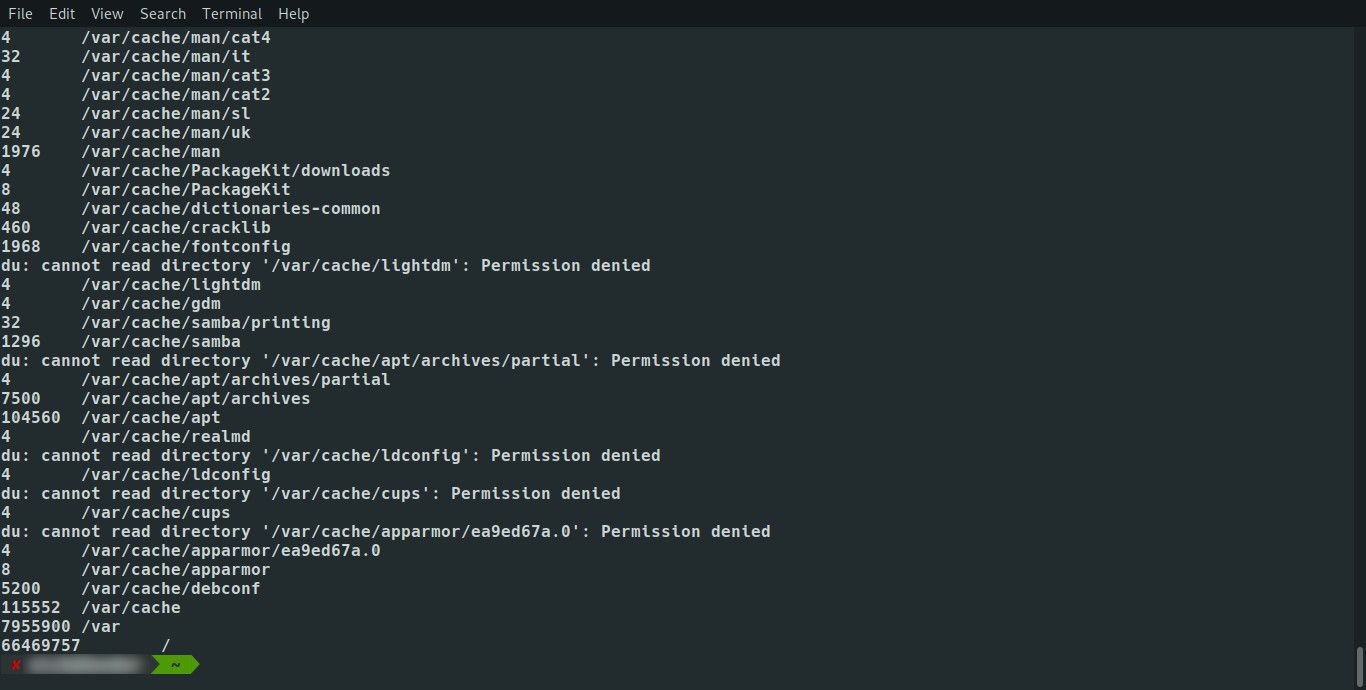 File Edit View Search Terminal Help
4 /var/cache/man/cat4
32 /var/cache/man/it
4 /var/cache/man/cat3
4 /var/cache/man/cat2
24 /var/cache/man/sl
24 /var/cache/man/uk
1976 /var/cache/man
4 /var/cache/PackageKit/downloads
8 /var/cache/PackageKit
48 /var/cache/dictionaries-common
460 /var/cache/cracklib
1968 /var/cache/fontconfig
du: cannot read directory '/var/cache/lightdm': Permission denied
4 /var/cache/lightdm
4 /var/cache/gdm
32 /var/cache/samba/printing
1296 /var/cache/samba
du: cannot read directory '/var/cache/apt/archives/partial': Permission denied
4 /var/cache/apt/archives/partial
7500 /var/cache/apt/archives
104560 /var/cache/apt
4 /var/cache/realmd
du: cannot read directory '/var/cache/ldconfig': Permission denied
4 /var/cache/ldconfig
du: cannot read directory '/var/cache/cups': Permission denied
4 /var/cache/cups
du: cannot read directory '/var/cache/apparmor/ea9ed67a.0': Permission denied
4 /var/cache/apparmor/ea9ed67a.0
8 /var/cache/apparmor
5200 /var/cache/debconf
115552 /var/cache
7955900 /var
66469757 /
✘ ~